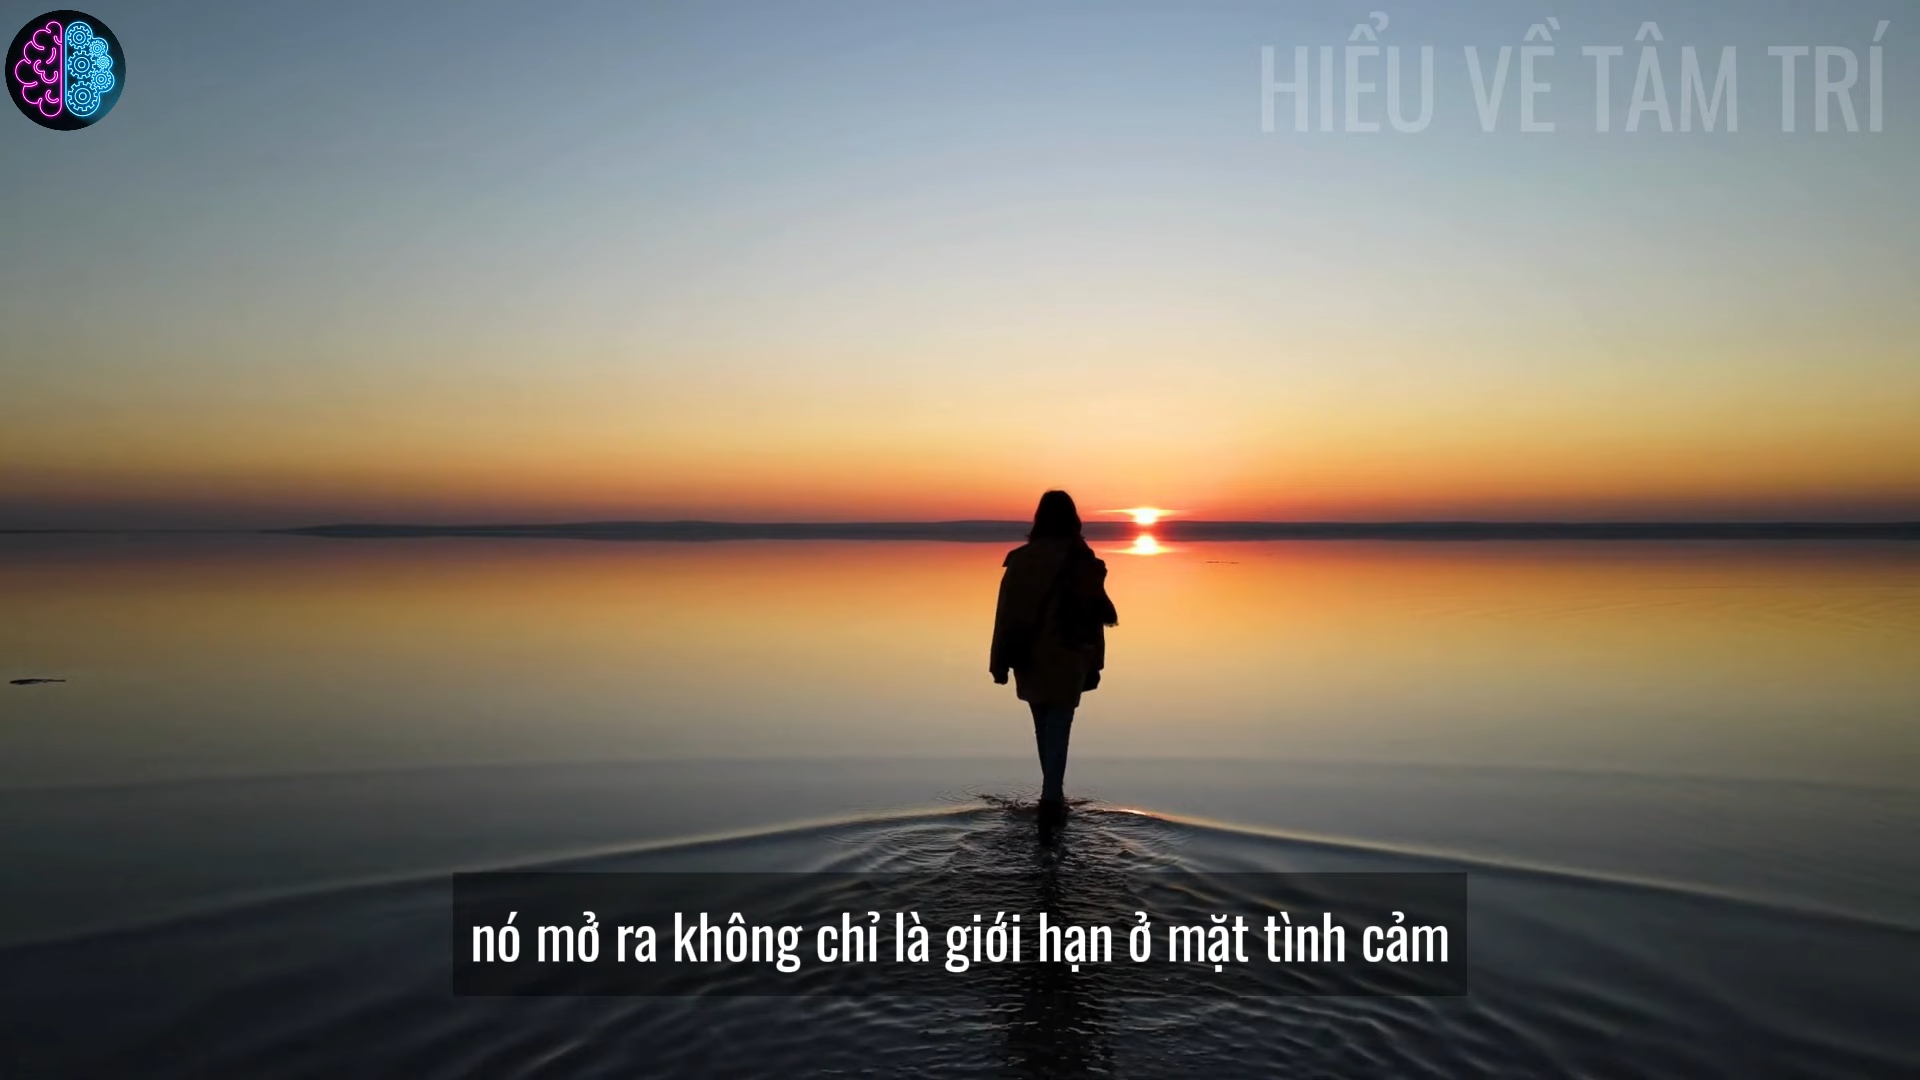 HIỂU VỀ TÂM TRÍ
nó mở ra không chỉ là giới hạn ở mặt tình cảm